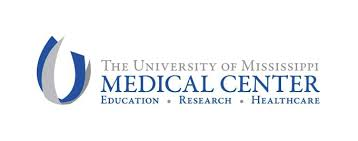 THE UNIVERSITY OF MISSISSIPPI
MEDICAL CENTER
EDUCATION • RESEARCH • HEALTHCARE